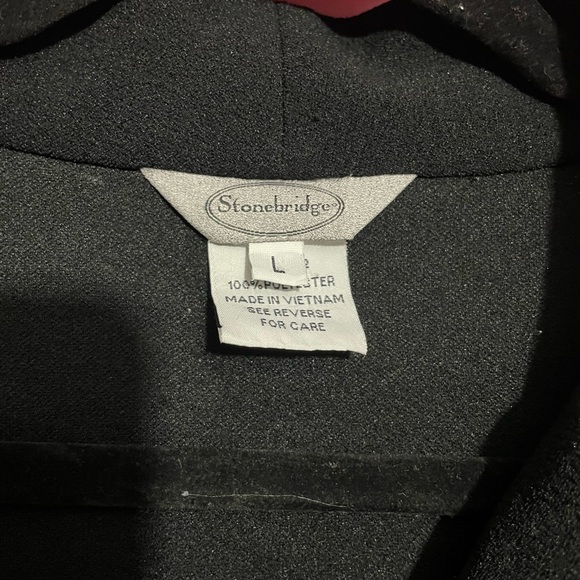 Stonebridge
L
100% POLYESTER
MADE IN VIETNAM
SEE REVERSE
FOR CARE